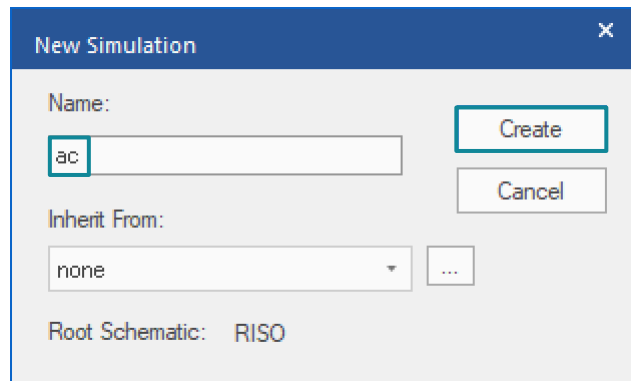 New Simulation
Name:
Create
ac
Cancel
Inherit From:
none
...
Root Schematic: RISO